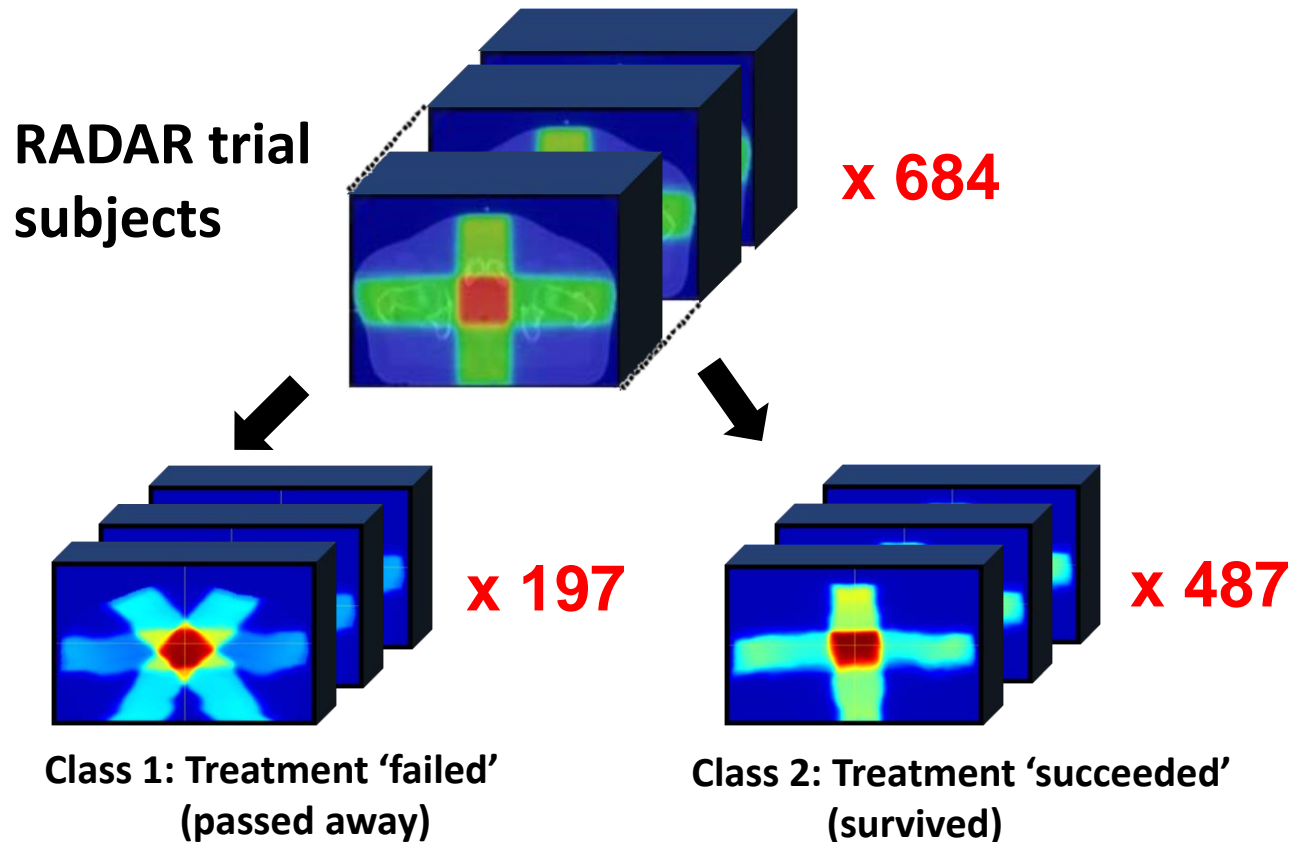 RADAR trial
subjects
x 684
x 197
x 487
Class 1: Treatment ‘failed’
(passed away)
Class 2: Treatment ‘succeeded’
(survived)